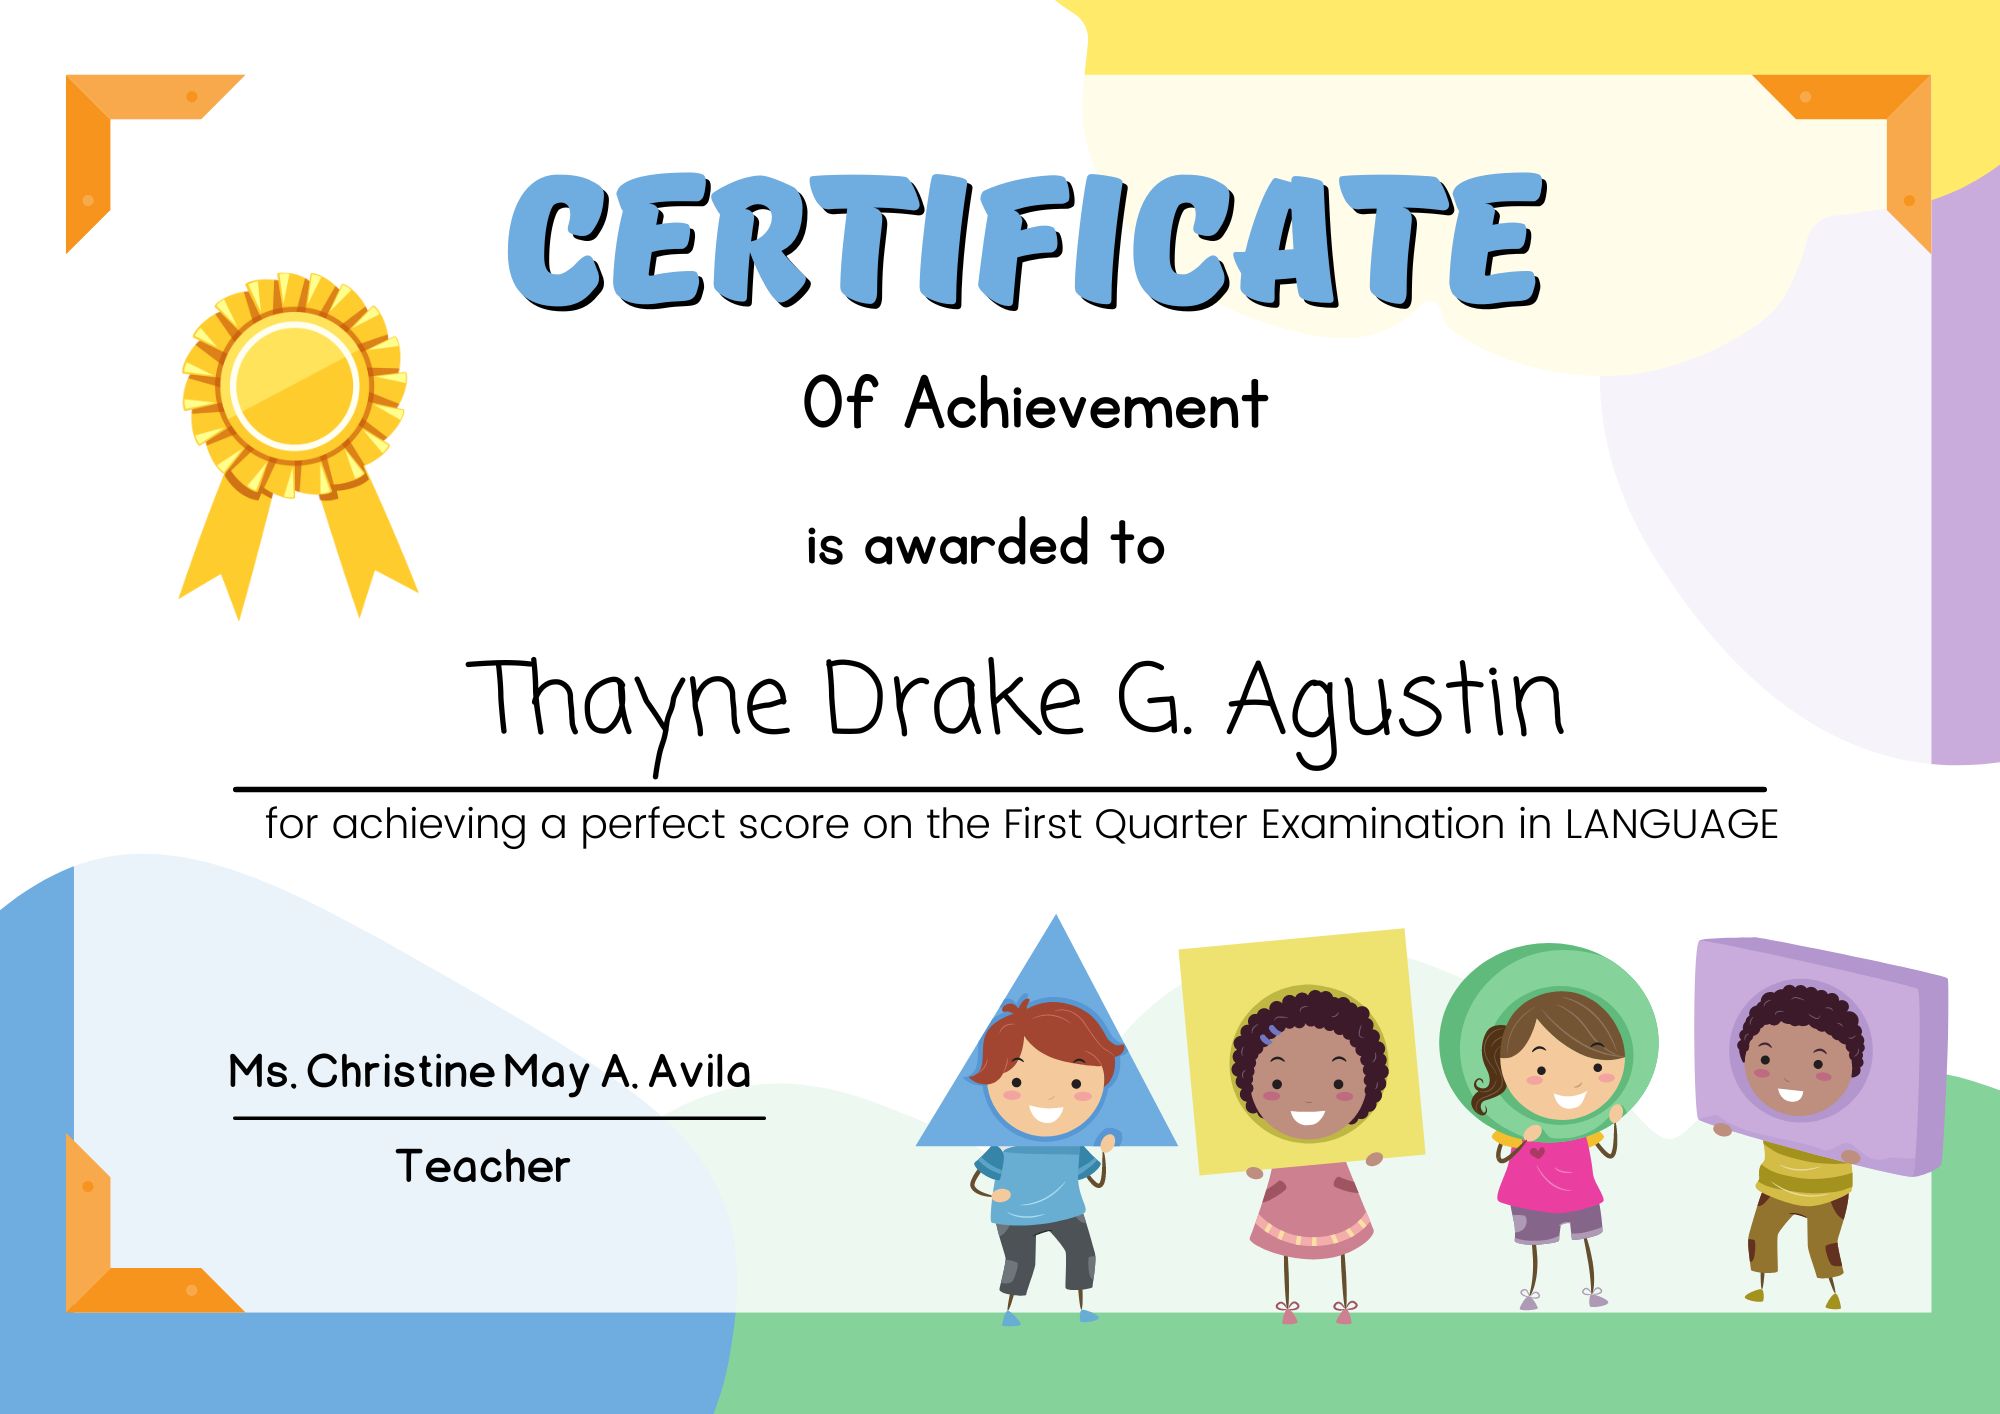 CERTIFICATE
Of Achievement
is awarded to
Thayne Drake G. Agustin
for achieving a perfect score on the First Quarter Examination in LANGUAGE
Ms. Christine May A. Avila
Teacher